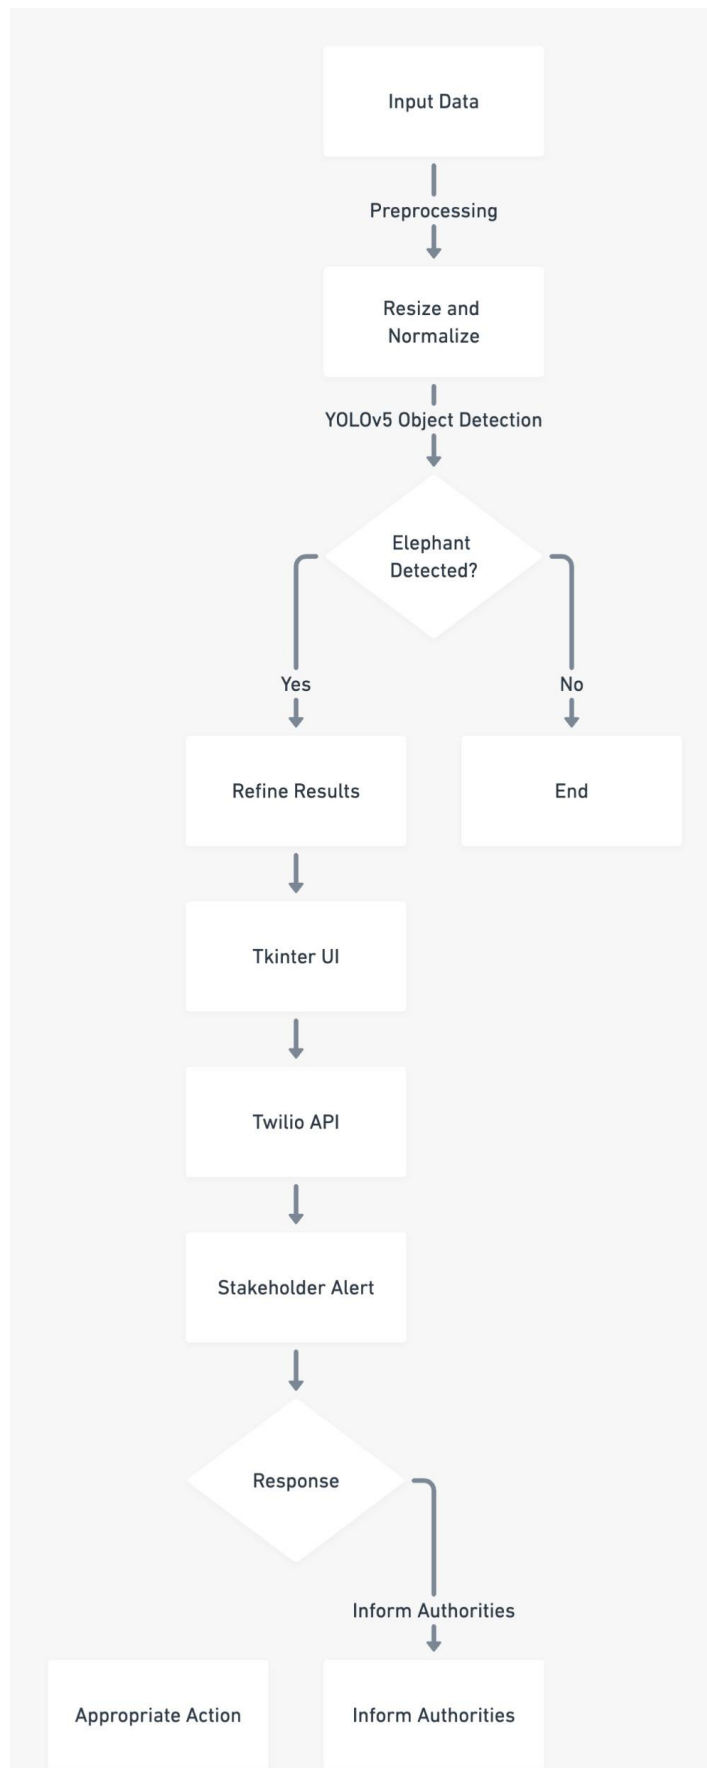 Input Data
Preprocessing
Resize and
Normalize
YOLOv5 Object Detection
Elephant
Detected?
Yes
No
Refine Results
End
Tkinter UI
Twilio API
Stakeholder Alert
Response
Inform Authorities
Appropriate Action
Inform Authorities